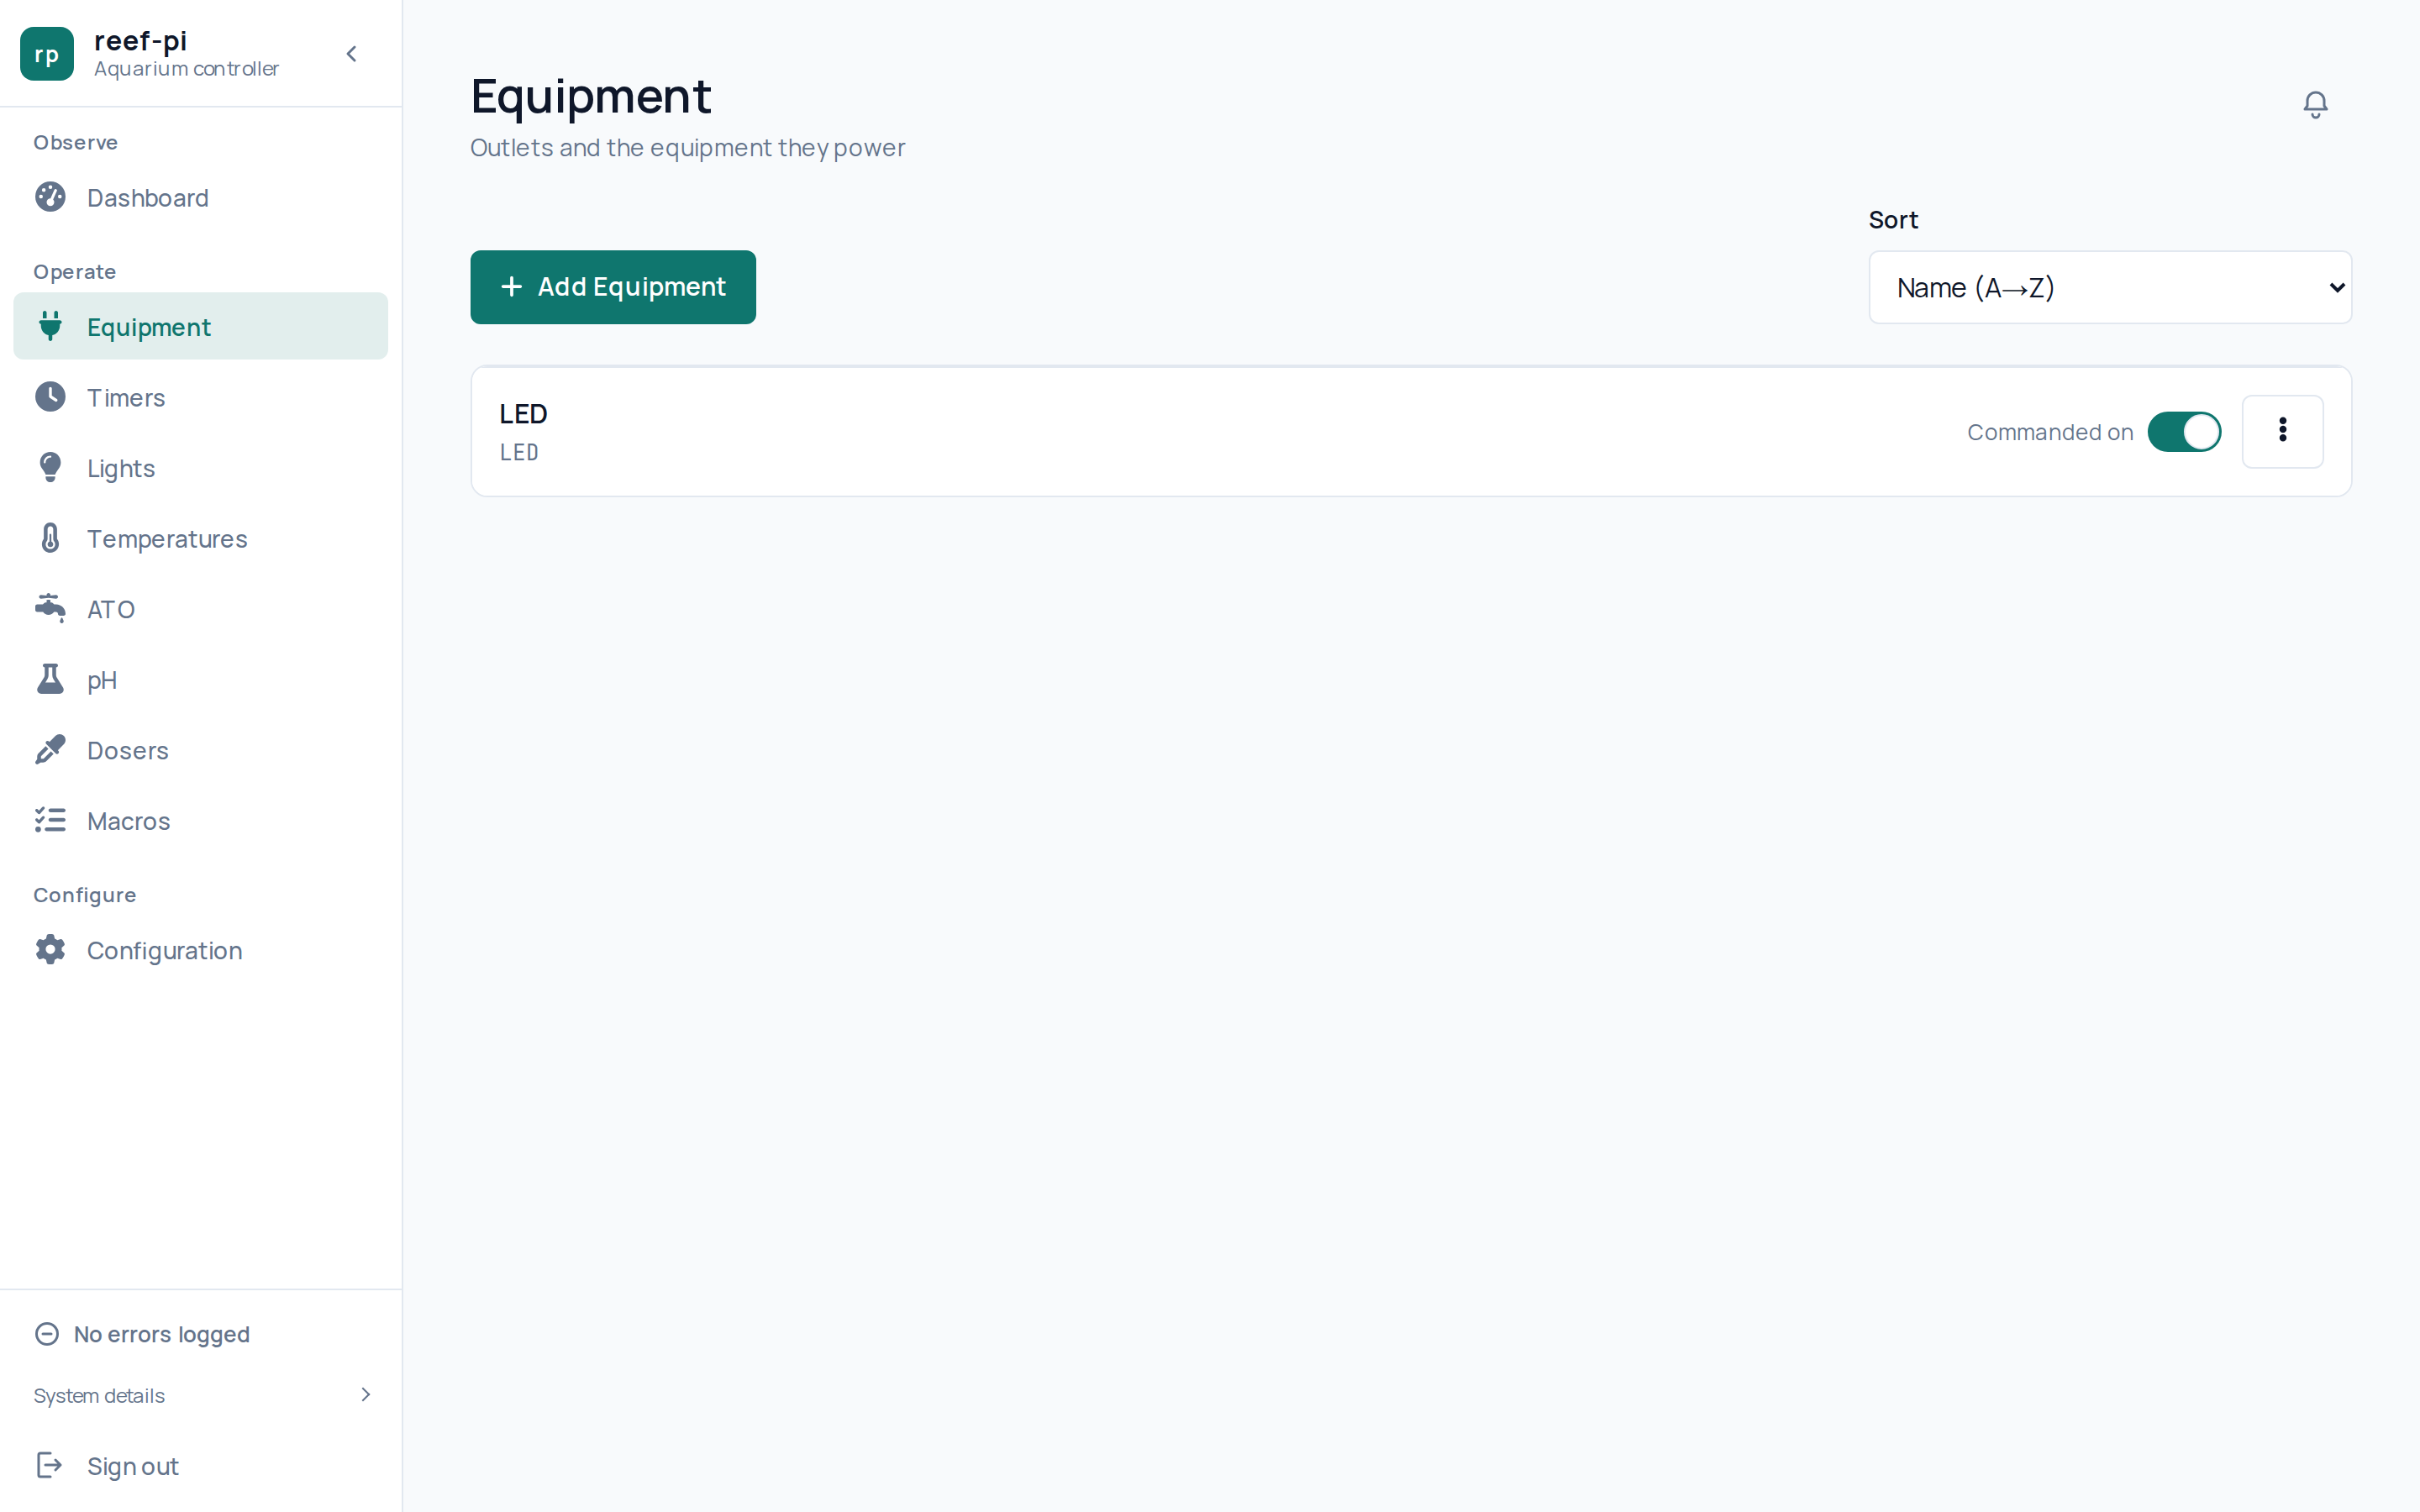 rp
reef-pi
Aquarium controller
Observe
Dashboard
Operate
Equipment
Timers
Lights
Temperatures
ATO
pH
Dosers
Macros
Configure
Configuration
No errors logged
System details
Sign out
Equipment
Outlets and the equipment they power
Sort
Add Equipment
Name (A→Z)
LED
LED
Commanded on